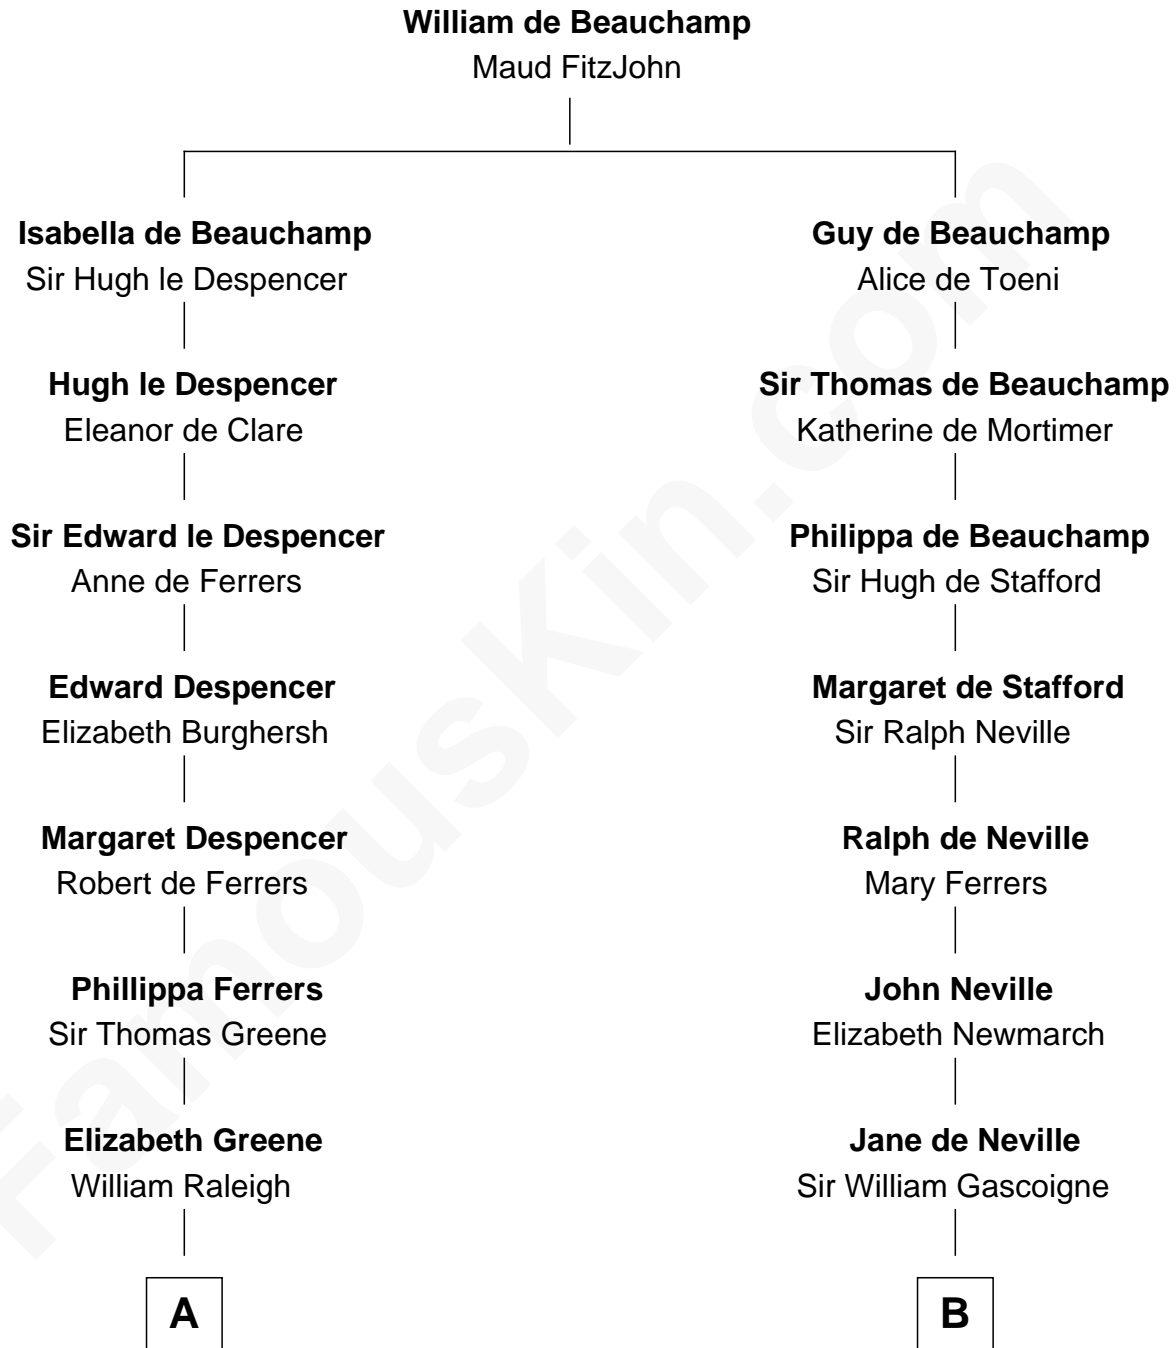 William de Beauchamp
Maud FitzJohn
Isabella de Beauchamp
Sir Hugh le Despencer
Guy de Beauchamp
Alice de Toeni
Hugh le Despencer
Eleanor de Clare
Sir Thomas de Beauchamp
Katherine de Mortimer
Sir Edward le Despencer
Anne de Ferrers
Philippa de Beauchamp
Sir Hugh de Stafford
Edward Despencer
Elizabeth Burghersh
Margaret de Stafford
Sir Ralph Neville
Margaret Despencer
Robert de Ferrers
Ralph de Neville
Mary Ferrers
Phillippa Ferrers
Sir Thomas Greene
John Neville
Elizabeth Newmarch
Elizabeth Greene
William Raleigh
Jane de Neville
Sir William Gascoigne
A
B
FamousKin.com